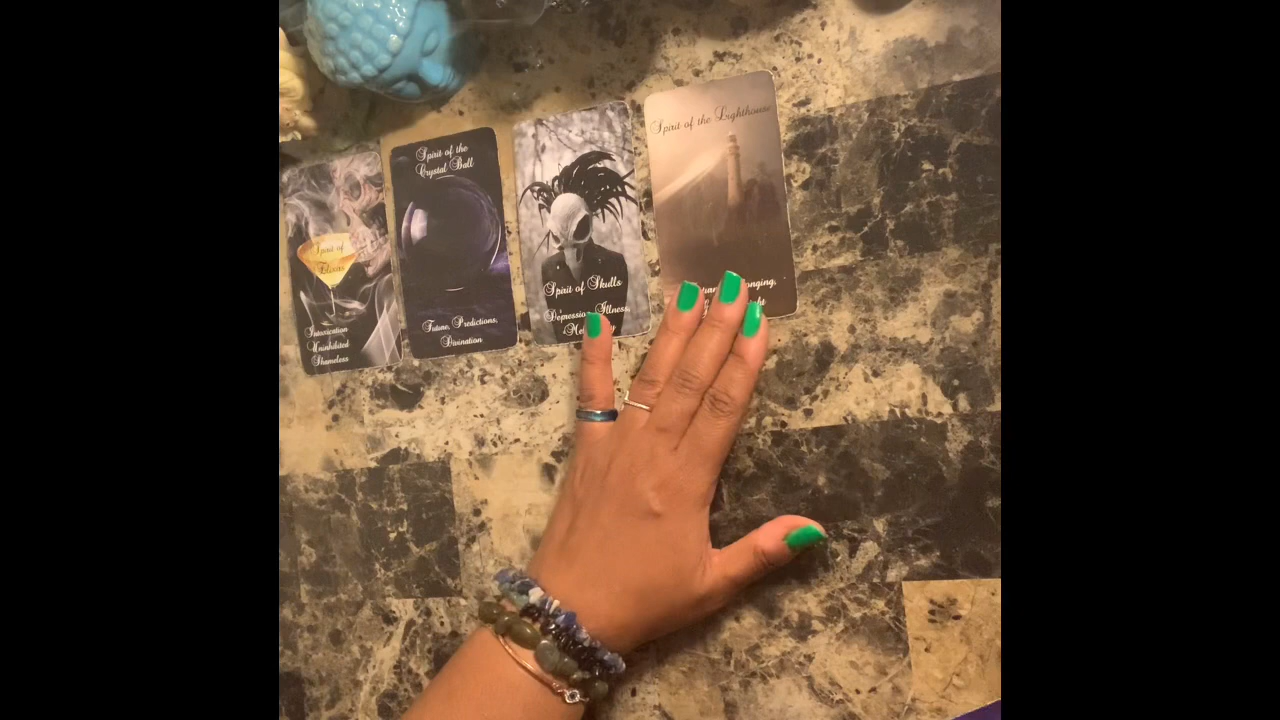 Spirit of
Elixirs
Intoxication
Uninhibited
Shameless
Spirit of the
Crystal Ball
Future, Predictions,
Divination
Spirit of Skulls
Depression, Illness,
Spirit of the Lighthouse